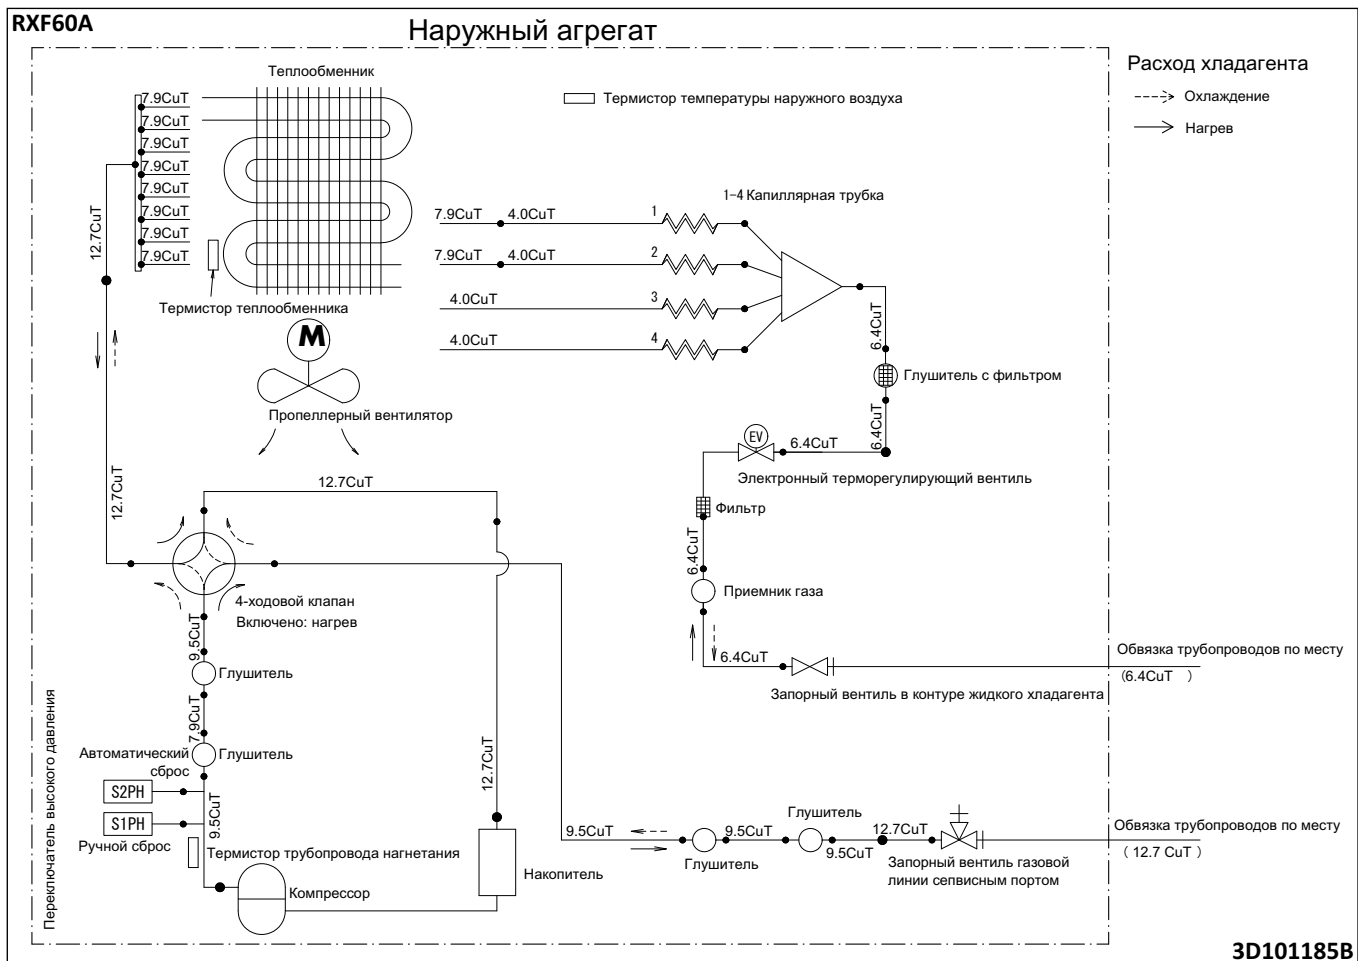 RXF60A
Наружный агрегат
Расход хладагента
Охлаждение
Нагрев
Теплообменник
Термистор температуры наружного воздуха
7.9CuT
7.9CuT
7.9CuT
7.9CuT
7.9CuT
7.9CuT
7.9CuT
7.9CuT
12.7CuT
Термистор теплообменника
M
Пропеллерный вентилятор
1-4 Капиллярная трубка
7.9CuT 4.0CuT 1
7.9CuT 4.0CuT 2
4.0CuT 3
4.0CuT 4
6.4CuT
Глушитель с фильтром
6.4CuT
EV
6.4CuT
Электронный терморегулирующий вентиль
Фильтр
6.4CuT
Приемник газа
6.4CuT
Запорный вентиль в контуре жидкого хладагента
Обвязка трубопроводов по месту
(6.4CuT )
12.7CuT
12.7CuT
4-ходовой клапан
Включено: нагрев
9.5CuT
Глушитель
7.9CuT
Глушитель
Автоматический
сброс
S2PH
S1PH
Ручной сброс
9.5CuT
Термистор трубопровода нагнетания
Компрессор
12.7CuT
Накопитель
Переключатель высокого давления
9.5CuT
Глушитель
9.5CuT
Глушитель
9.5CuT
12.7CuT
Запорный вентиль газовой
линии сепвисным портом
Обвязка трубопроводов по месту
( 12.7 CuT )
3D101185B